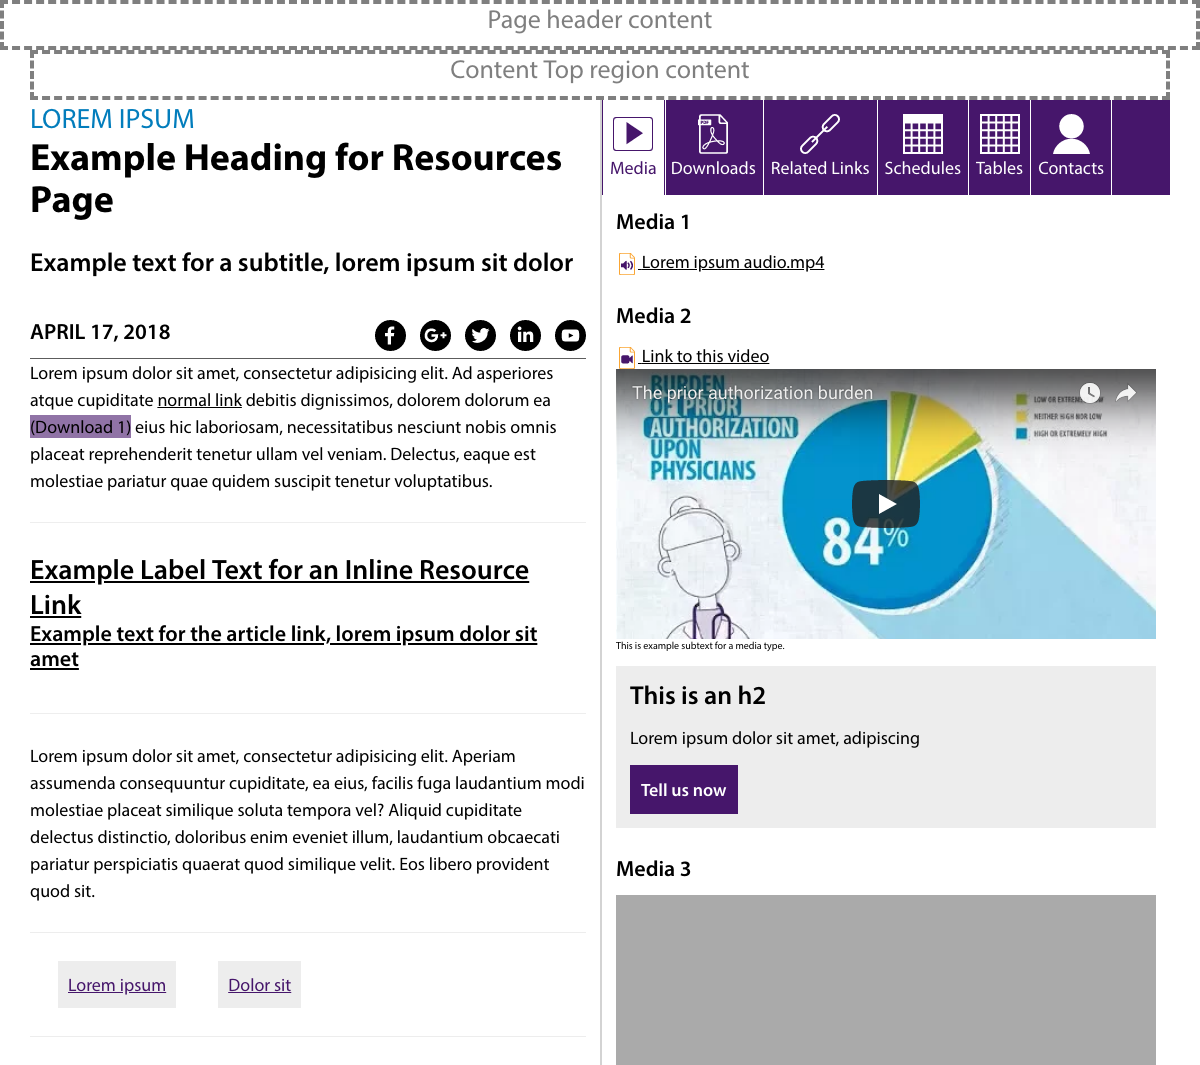 Page header content
Content Top region content
LOREM IPSUM
Example Heading for Resources
Page
Example text for a subtitle, lorem ipsum sit dolor
APRIL 17, 2018
f G+ in
Lorem ipsum dolor sit amet, consectetur adipisicing elit. Ad asperiores
atque cupiditate normal link debitis dignissimos, dolorem dolorum ea
(Download 1) eius hic laboriosam, necessitatibus nesciunt nobis omnis
placeat reprehenderit tenetur ullam vel veniam. Delectus, eaque est
molestiae pariatur quae quidem suscipit tenetur voluptatibus.
Example Label Text for an Inline Resource
Link
Example text for the article link, lorem ipsum dolor sit
amet
Lorem ipsum dolor sit amet, consectetur adipisicing elit. Aperiam
assumenda consequuntur cupiditate, ea eius, facilis fuga laudantium modi
molestiae placeat similique soluta tempora vel? Aliquid cupiditate
delectus distinctio, doloribus enim eveniet illum, laudantium obcaecati
pariatur perspiciatis quaerat quod similique velit. Eos libero provident
quod sit.
Lorem ipsum Dolor sit
PDF
Media Downloads Related Links Schedules Tables Contacts
Media 1
Lorem ipsum audio.mp4
Media 2
Link to this video
The prior authorization burden
BURDEN
OF PRIOR
AUTHORIZATION
UPON
PHYSICIANS
LOW OR EXTREMELY LOW
NEITHER HIGH NOR LOW
HIGH OR EXTREMELY HIGH
84%
This is example subtext for a media type.
This is an h2
Lorem ipsum dolor sit amet, adipiscing
Tell us now
Media 3